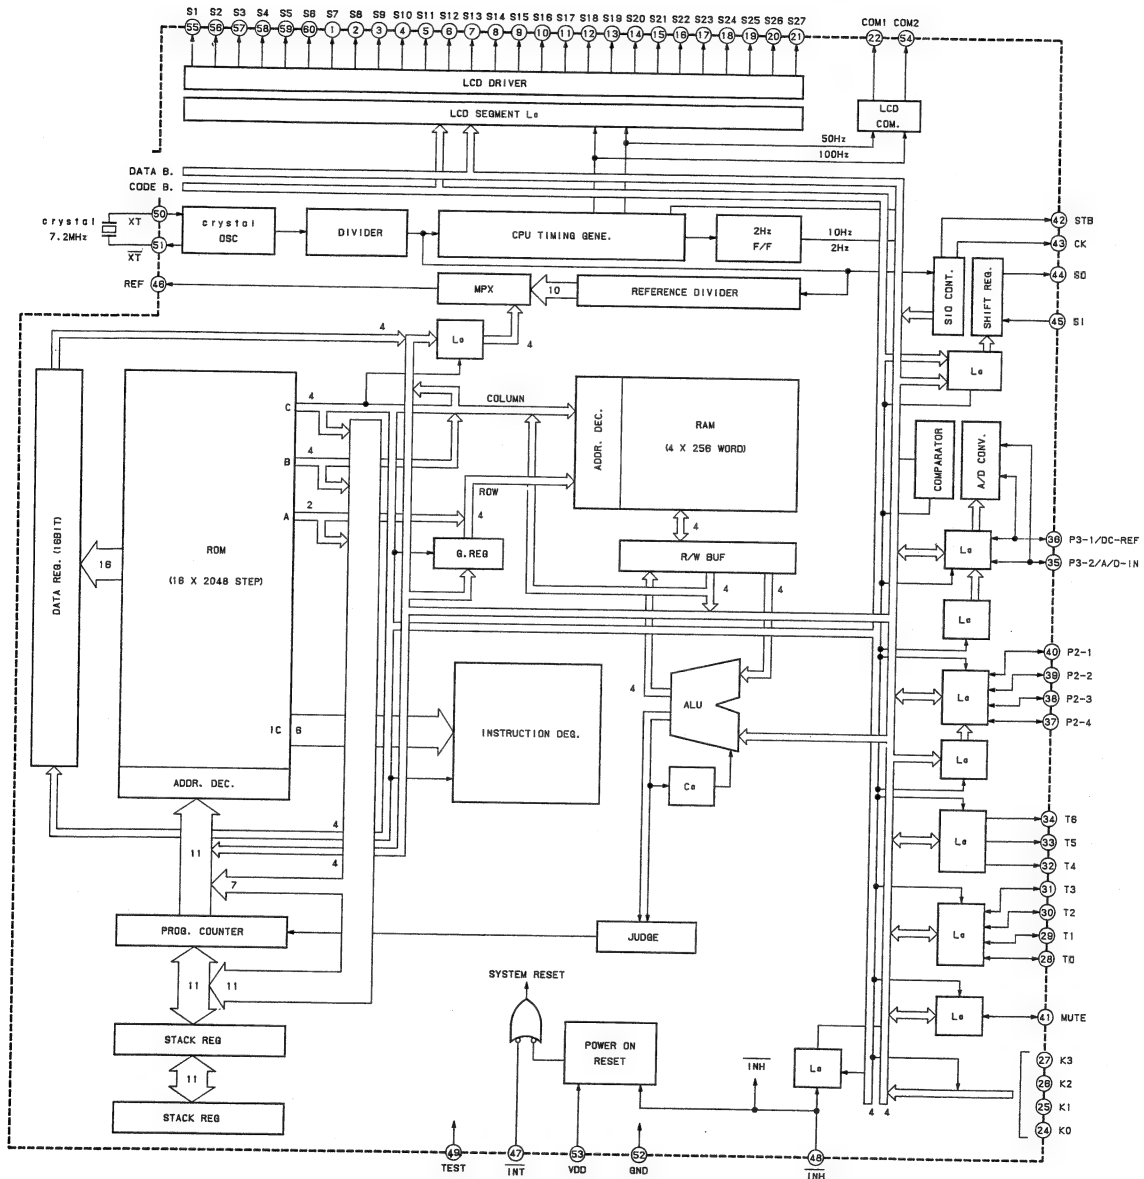 S1 S2 S3 S4 S5 S6 S7 S8 S9 S10 S11 S12 S13 S14 S15 S16 S17 S18 S19 S20 S21 S22 S23 S24 S25 S26 S27 COM1 COM2
55 56 57 58 59 60 1 2 3 4 5 6 7 8 9 10 11 12 13 14 15 16 17 18 19 20 21 22 54
LCD DRIVER
LCD SEGMENT La
LCD
COM.
50Hz
100Hz
DATA B.
CODE B.
crystal
7.2MHz
XT
50
XT
51
crystal
OSC
DIVIDER
CPU TIMING GENE.
2Hz
F/F
10Hz
2Hz
42 STB
43 CK
44 SO
45 SI
SIO CONT.
SHIFT REG.
REF
46
MPX
10
REFERENCE DIVIDER
4
La
4
La
DATA REG. (16BIT)
16
ROM
(16 X 2048 STEP)
C
4
B
4
A
2
IC
6
ADDR. DEC.
COLUMN
ROW
4
G.REG
ADDR. DEC.
RAM
(4 X 256 WORD)
4
R/W BUF
4
4
COMPARATOR
A/D CONV.
La
36 P3-1/DC-REF
35 P3-2/A/D-IN
La
INSTRUCTION DEG.
4
ALU
Ca
La
40 P2-1
39 P2-2
38 P2-3
37 P2-4
La
4
4
11
7
La
34 T6
33 T5
32 T4
PROG. COUNTER
JUDGE
La
31 T3
30 T2
29 T1
28 T0
11
11
STACK REG
11
STACK REG
SYSTEM RESET
POWER ON
RESET
INH
La
La
41 MUTE
4
4
27 K3
26 K2
25 K1
24 K0
49
TEST
47
INT
53
VDD
52
GND
48
INH